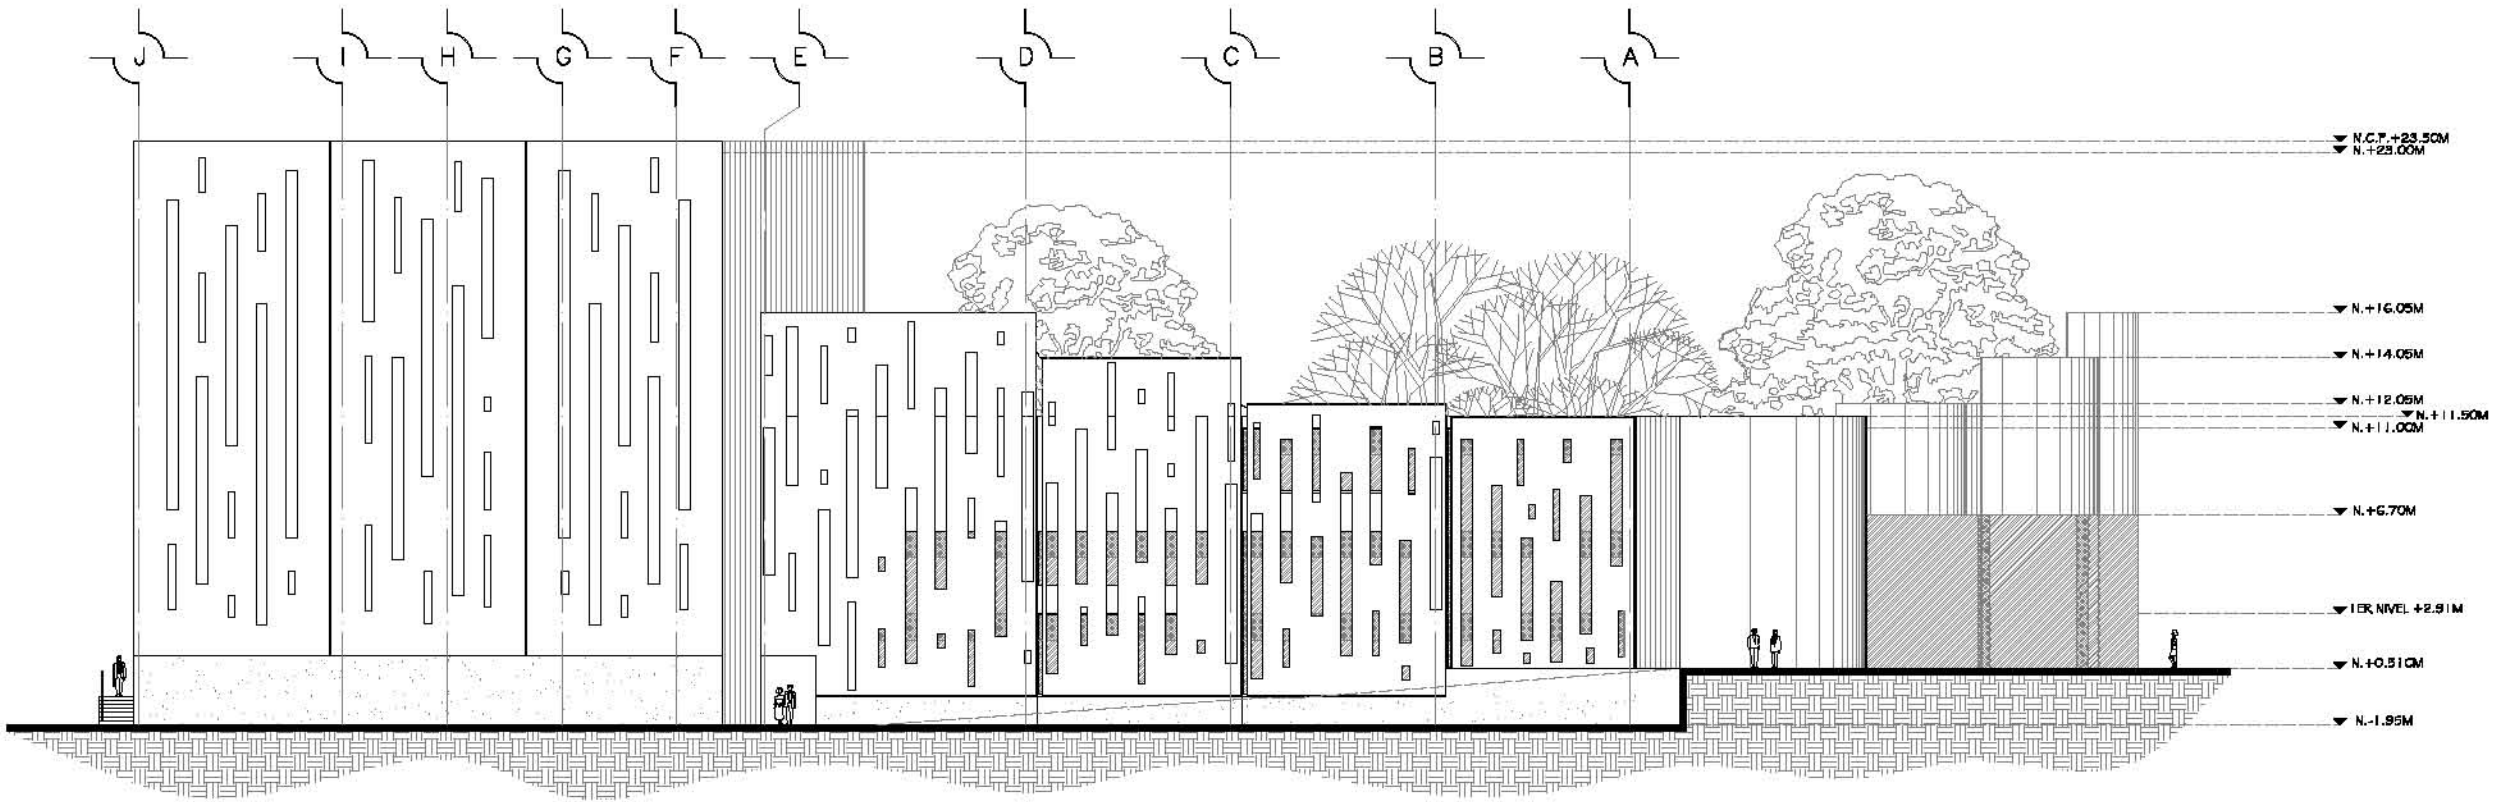 J I H G F E D C B A
N.C.P.+23.50M
N.+23.00M
N.+16.05M
N.+14.05M
N.+12.05M
N.+11.50M
N.+11.00M
N.+6.70M
1ER. NIVEL +2.91M
N.+0.51CM
N.-1.95M